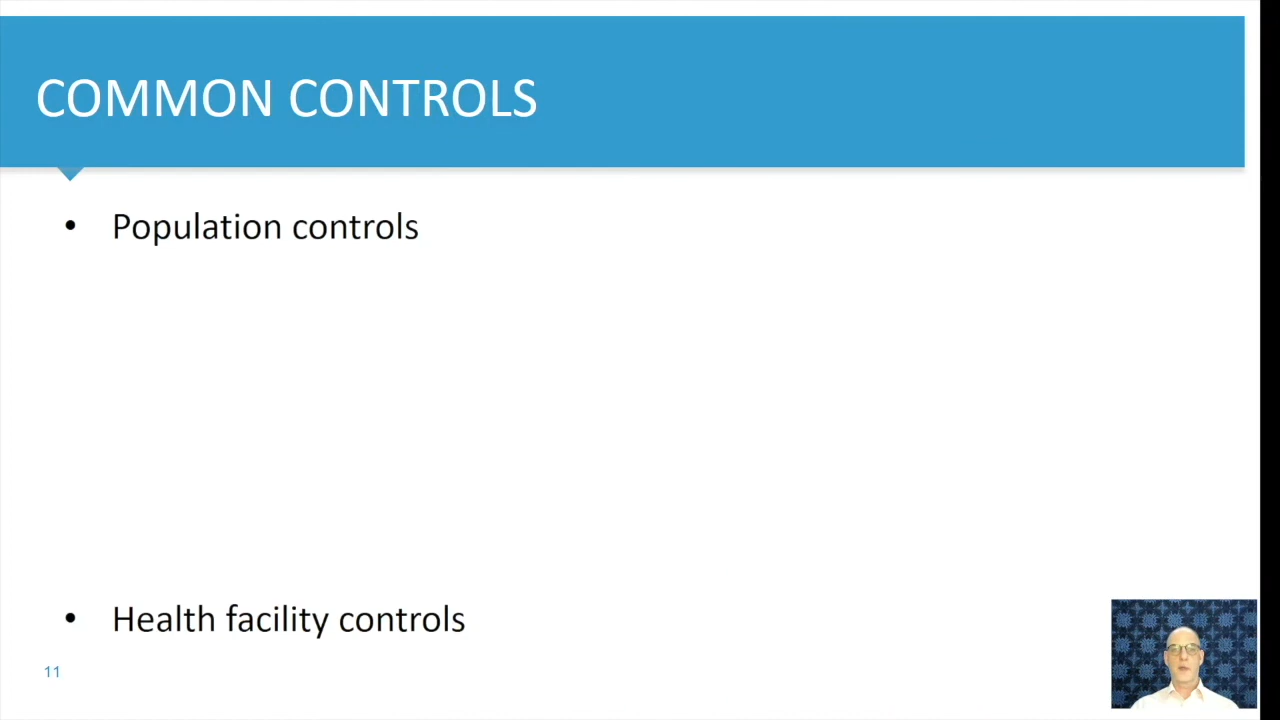 COMMON CONTROLS
• Population controls
• Health facility controls
11